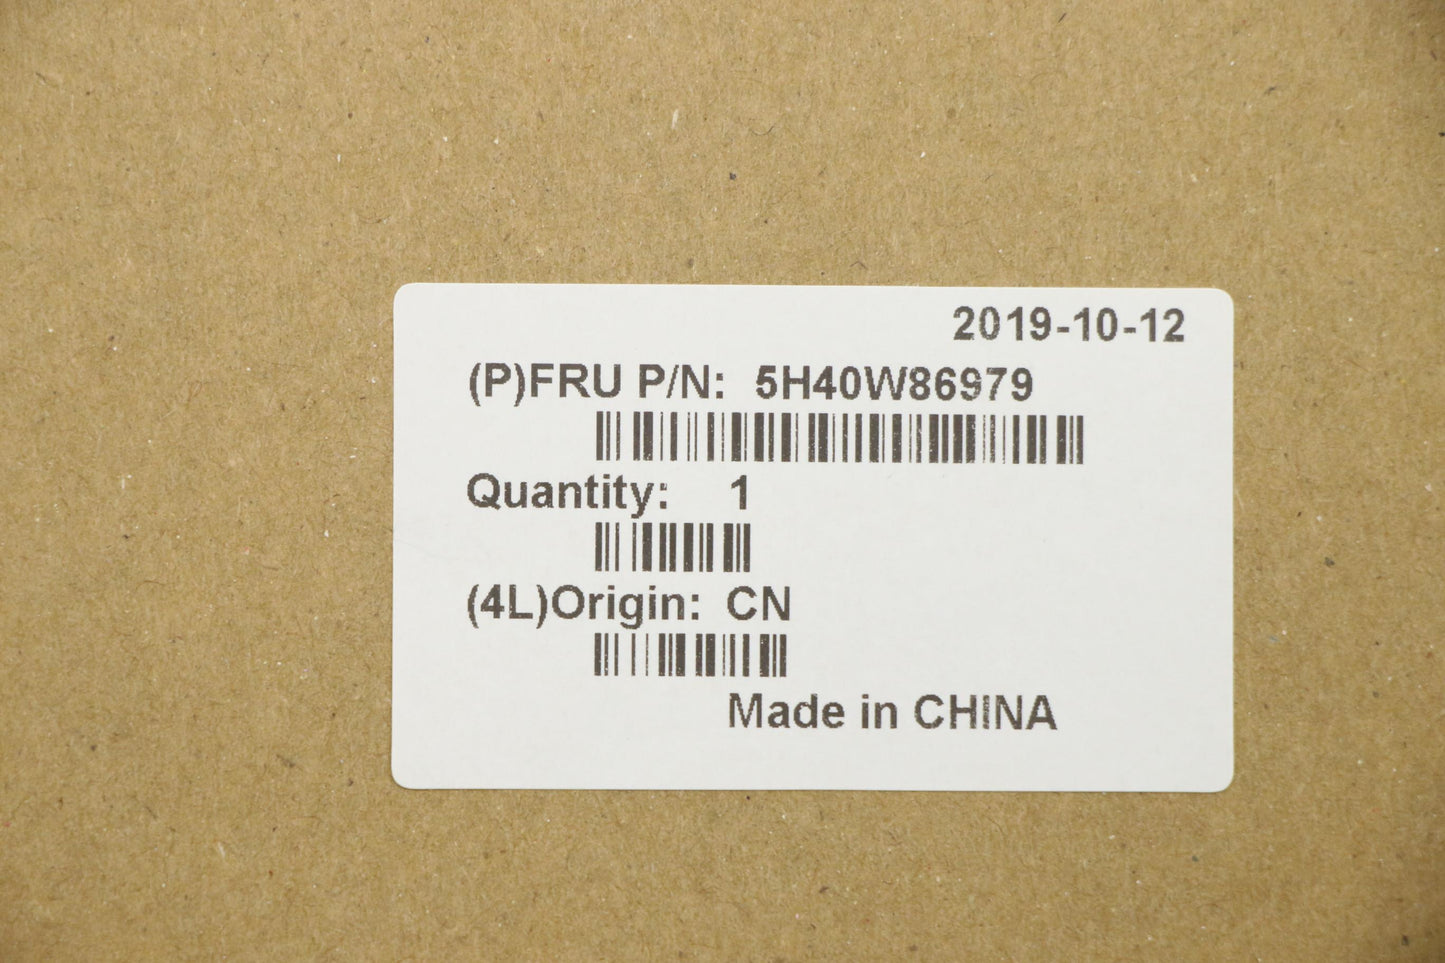 2019-10-12
(P)FRU P/N: 5H40W86979
Quantity: 1
(4L)Origin: CN
Made in CHINA